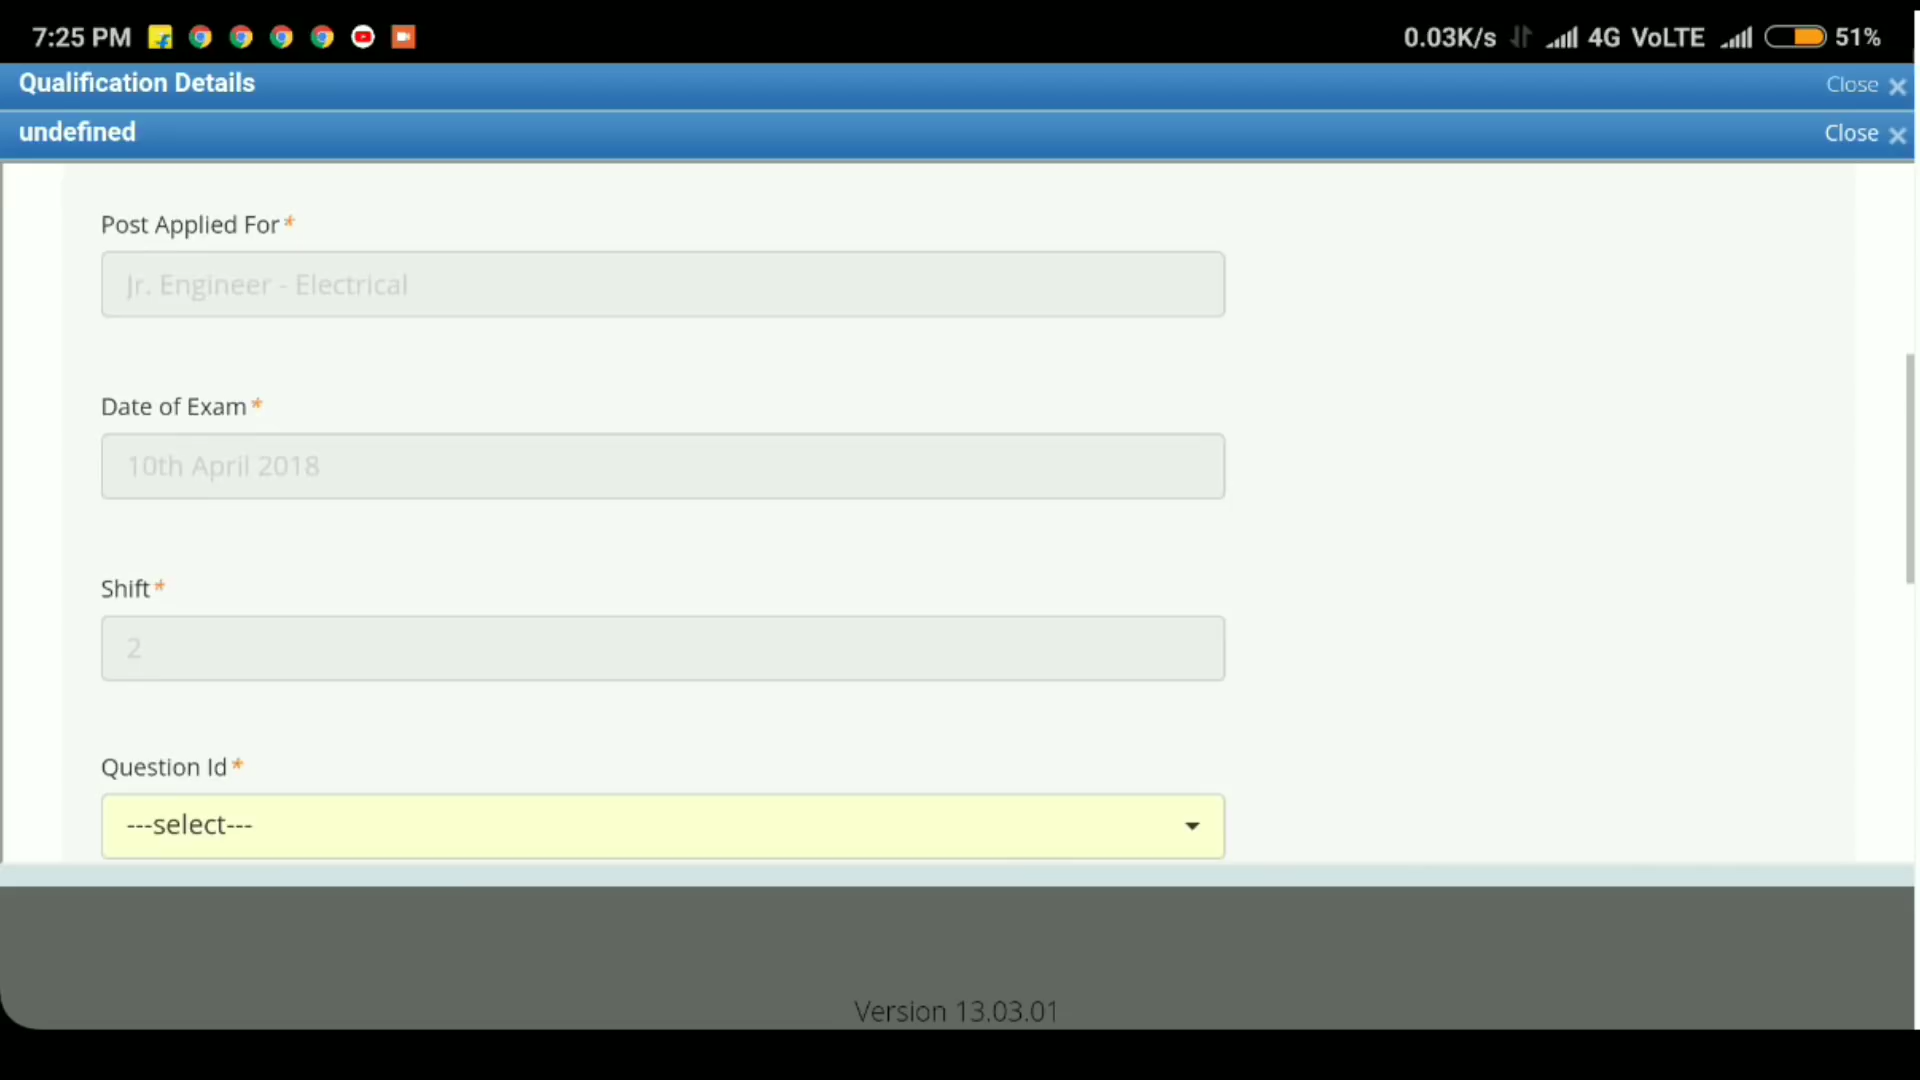 7:25 PM 0.03K/s 4G VoLTE 51%
Qualification Details Close
undefined Close
Post Applied For*
Jr. Engineer - Electrical
Date of Exam*
10th April 2018
Shift*
2
Question Id*
---select---
Version 13.03.01